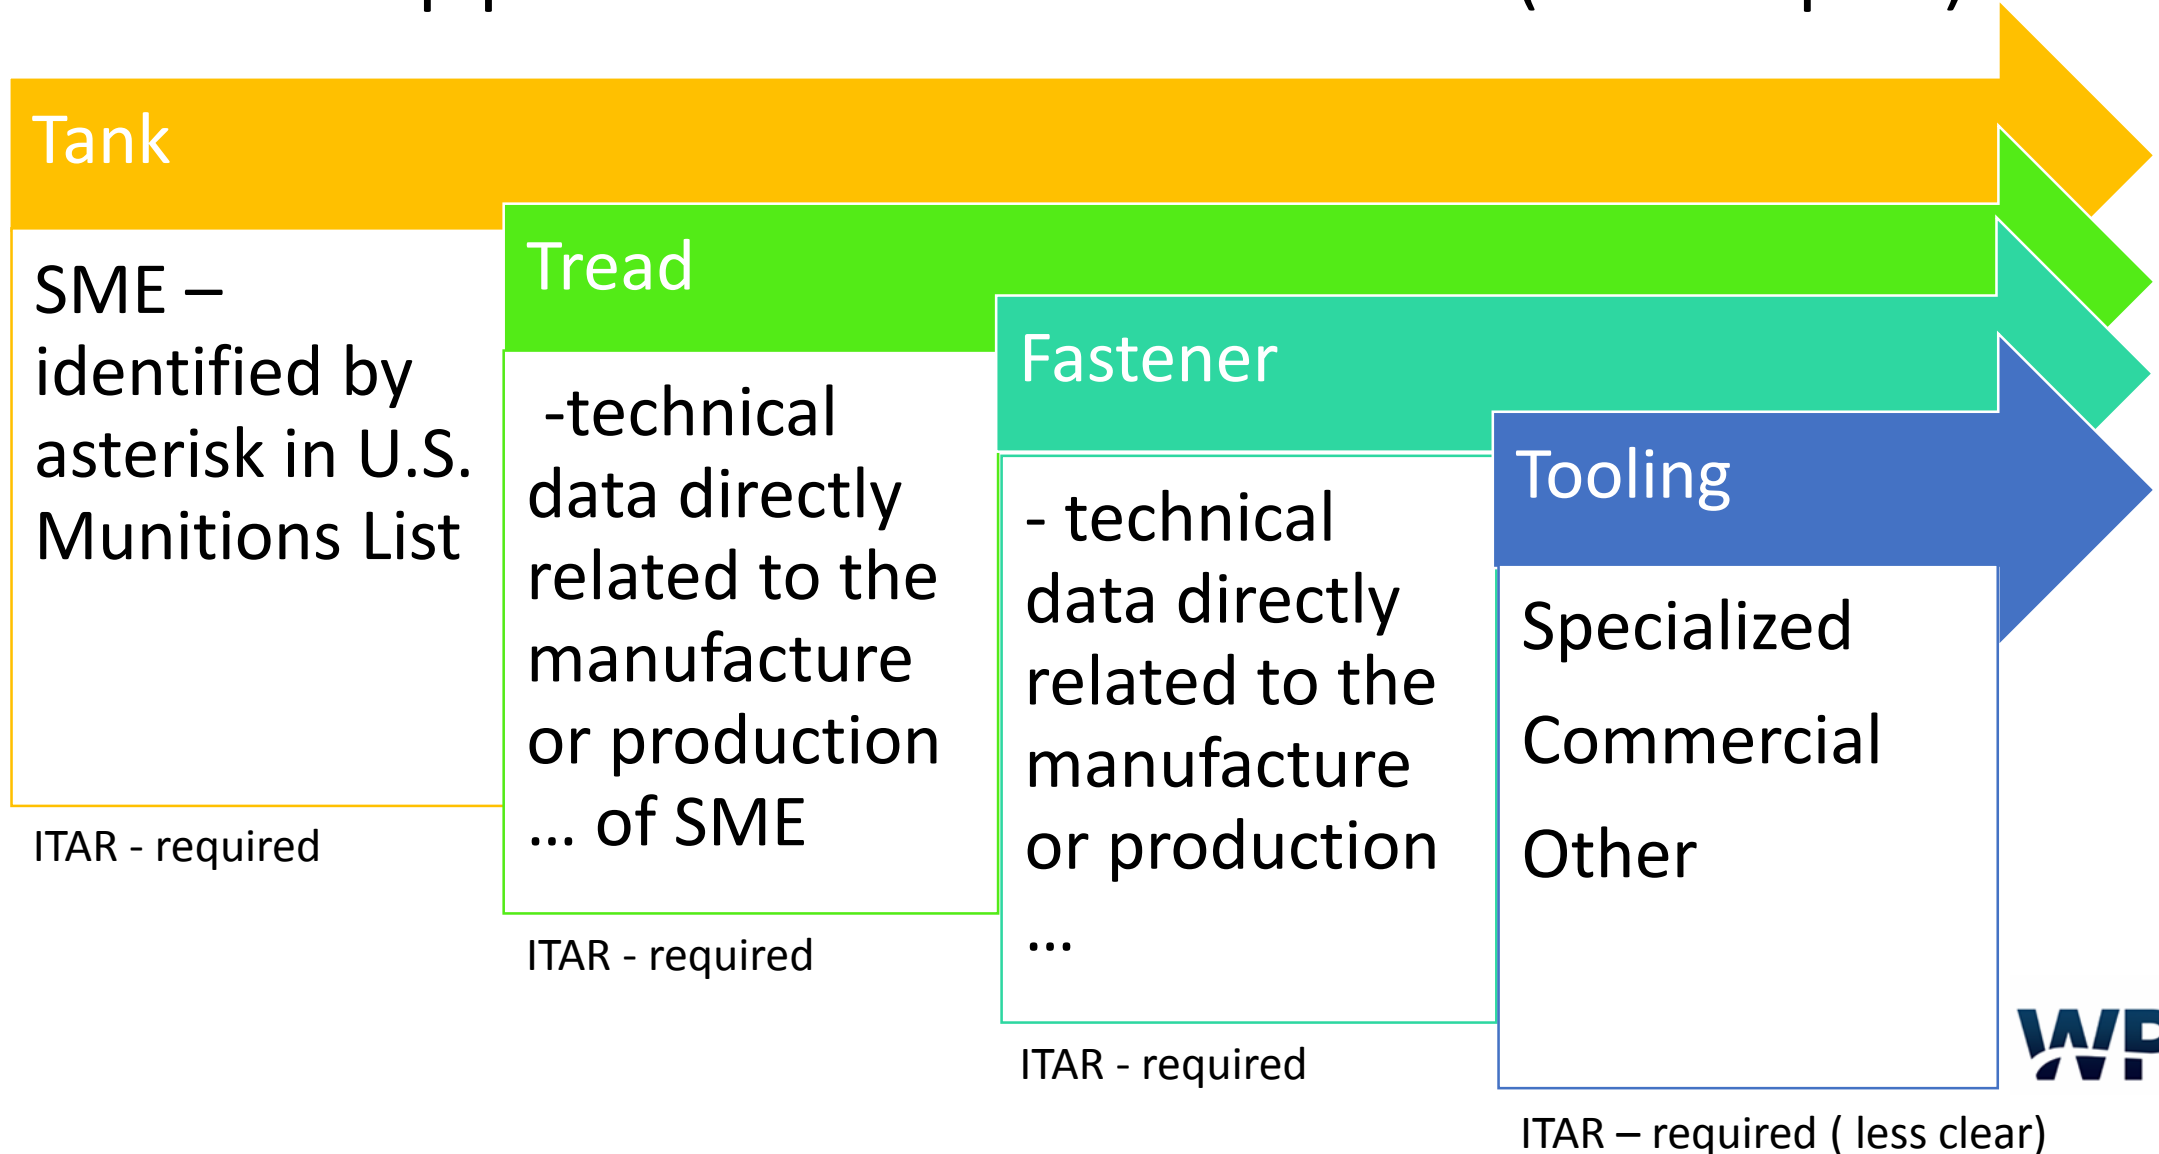 Tank
SME –
identified by
asterisk in U.S.
Munitions List
ITAR - required
Tread
-technical
data directly
related to the
manufacture
or production
... of SME
ITAR - required
Fastener
- technical
data directly
related to the
manufacture
or production
...
ITAR - required
Tooling
Specialized
Commercial
Other
ITAR – required ( less clear)
WP